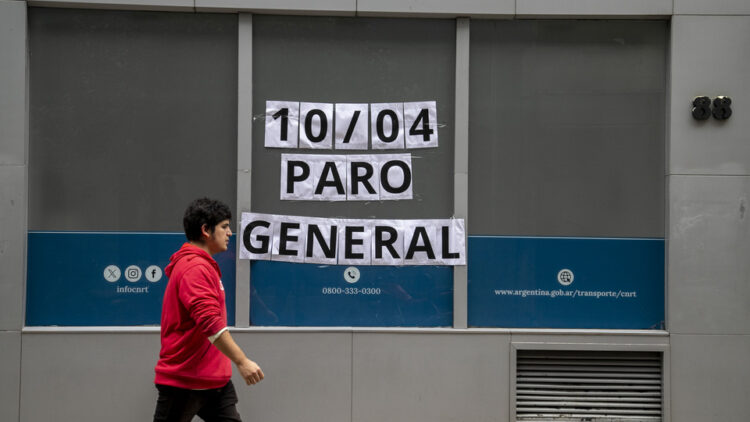 10/04
PARO
GENERAL
88
infocnrt
0800-333-0300
www.argentina.gob.ar/transporte/cnrt